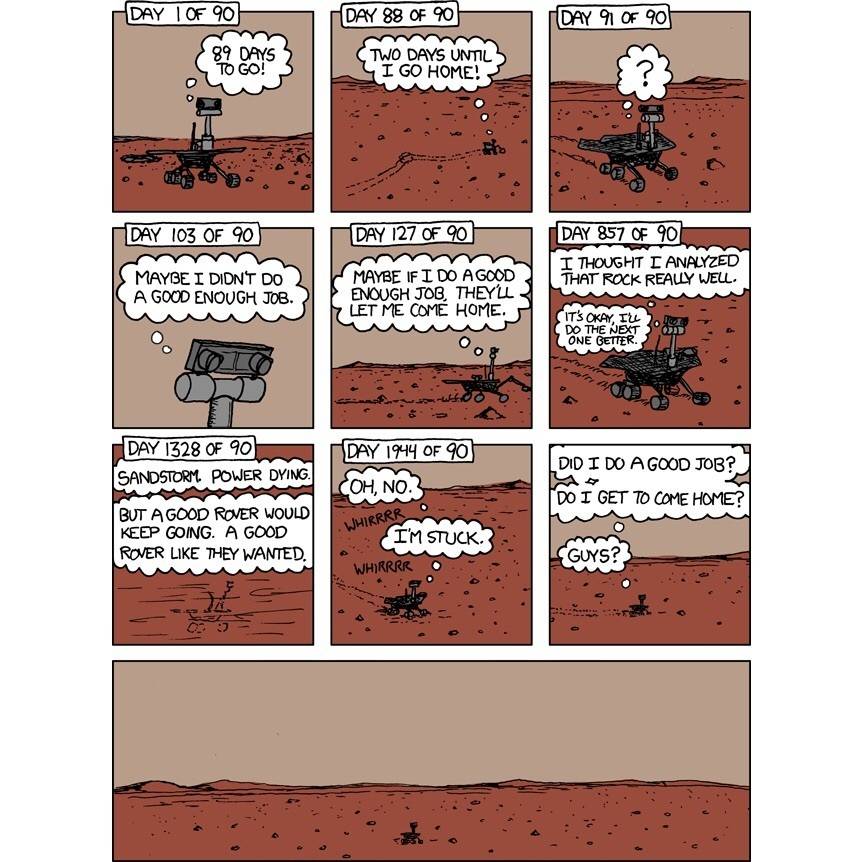 DAY 1 OF 90
89 DAYS
TO GO!
DAY 88 OF 90
TWO DAYS UNTIL
I GO HOME!
DAY 91 OF 90
?
DAY 103 OF 90
MAYBE I DIDN'T DO
A GOOD ENOUGH JOB.
DAY 127 OF 90
MAYBE IF I DO A GOOD
ENOUGH JOB, THEY'LL
LET ME COME HOME.
DAY 857 OF 90
I THOUGHT I ANALYZED
THAT ROCK REALLY WELL.
IT'S OKAY, I'LL
DO THE NEXT
ONE BETTER.
DAY 1328 OF 90
SANDSTORM. POWER DYING.
BUT A GOOD ROVER WOULD
KEEP GOING. A GOOD
ROVER LIKE THEY WANTED.
DAY 1944 OF 90
OH, NO.
WHIRRRR
I'M STUCK.
WHIRRRR
DID I DO A GOOD JOB?
DO I GET TO COME HOME?
GUYS?